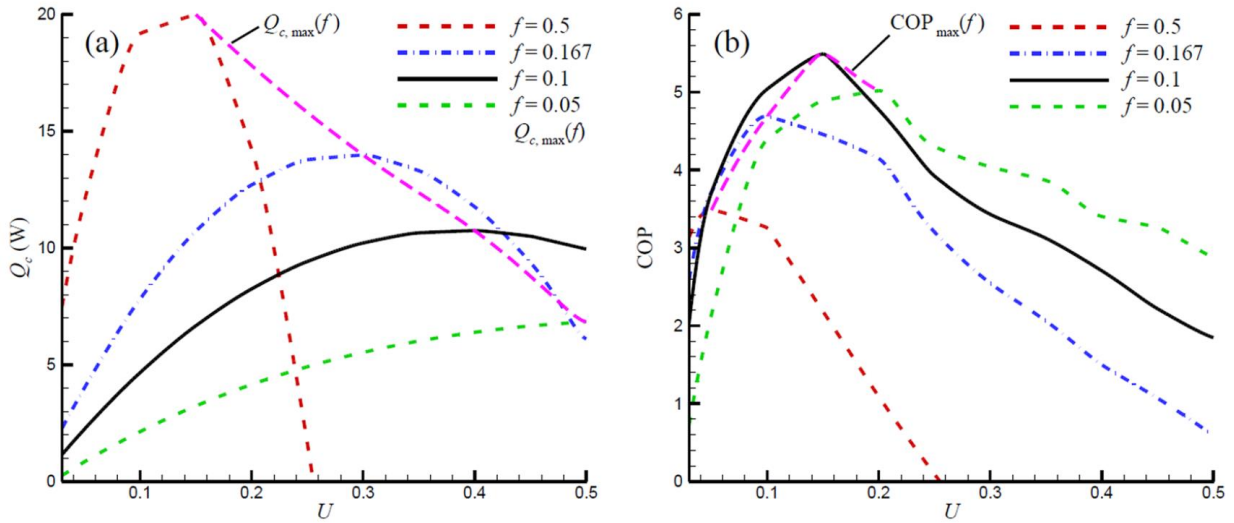 (a)
Q_c, max(f)
f = 0.5
f = 0.167
f = 0.1
f = 0.05
Q_c, max(f)
20
15
10
5
0
Q_c (W)
0.1
0.2
0.3
0.4
0.5
U
(b)
COP_max(f)
f = 0.5
f = 0.167
f = 0.1
f = 0.05
6
5
4
3
2
1
0
COP
0.1
0.2
0.3
0.4
0.5
U